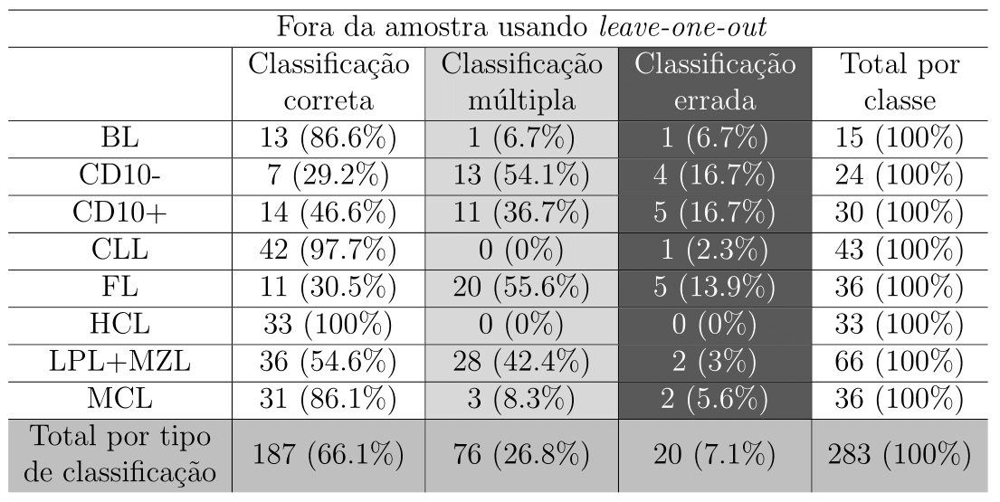 Fora da amostra usando leave-one-out
Classificação correta Classificação múltipla Classificação errada Total por classe
BL 13 (86.6%) 1 (6.7%) 1 (6.7%) 15 (100%)
CD10- 7 (29.2%) 13 (54.1%) 4 (16.7%) 24 (100%)
CD10+ 14 (46.6%) 11 (36.7%) 5 (16.7%) 30 (100%)
CLL 42 (97.7%) 0 (0%) 1 (2.3%) 43 (100%)
FL 11 (30.5%) 20 (55.6%) 5 (13.9%) 36 (100%)
HCL 33 (100%) 0 (0%) 0 (0%) 33 (100%)
LPL+MZL 36 (54.6%) 28 (42.4%) 2 (3%) 66 (100%)
MCL 31 (86.1%) 3 (8.3%) 2 (5.6%) 36 (100%)
Total por tipo de classificação 187 (66.1%) 76 (26.8%) 20 (7.1%) 283 (100%)